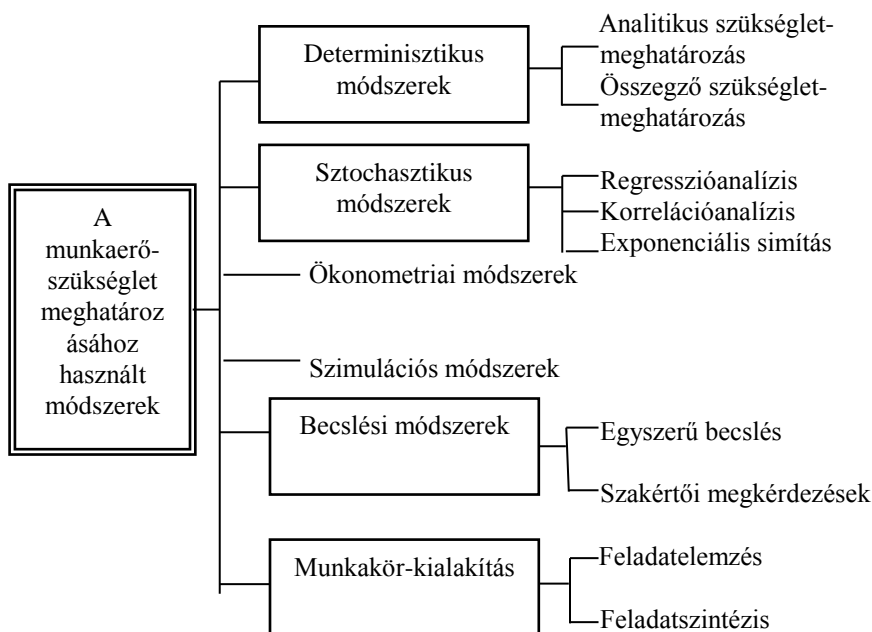 A
munkaerő-
szükséglet
meghatároz
ásához
használt
módszerek
Determinisztikus
módszerek
Analitikus szükséglet-
meghatározás
Összegző szükséglet-
meghatározás
Sztochasztikus
módszerek
Regresszióanalízis
Korrelációanalízis
Exponenciális simítás
Ökonometriai módszerek
Szimulációs módszerek
Becslési módszerek
Egyszerű becslés
Szakértői megkérdezések
Munkakör-kialakítás
Feladatelemzés
Feladatszintézis